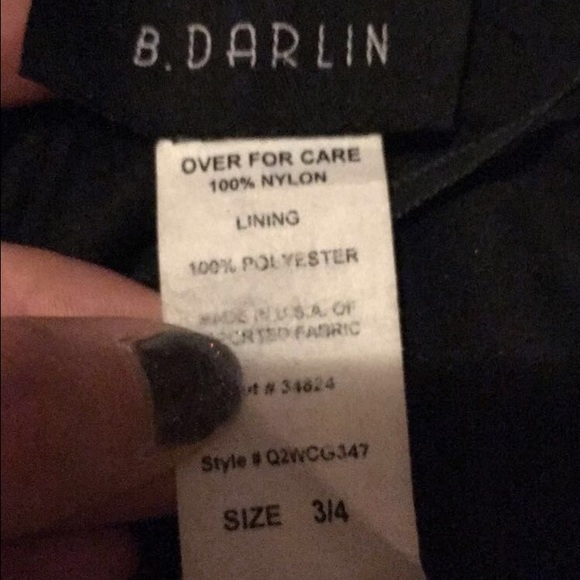 B. DARLIN
OVER FOR CARE
100% NYLON
LINING
100% POLYESTER
MADE IN U.S.A. OF
FABRIC
# 34824
Style # Q2WCG347
SIZE 3/4